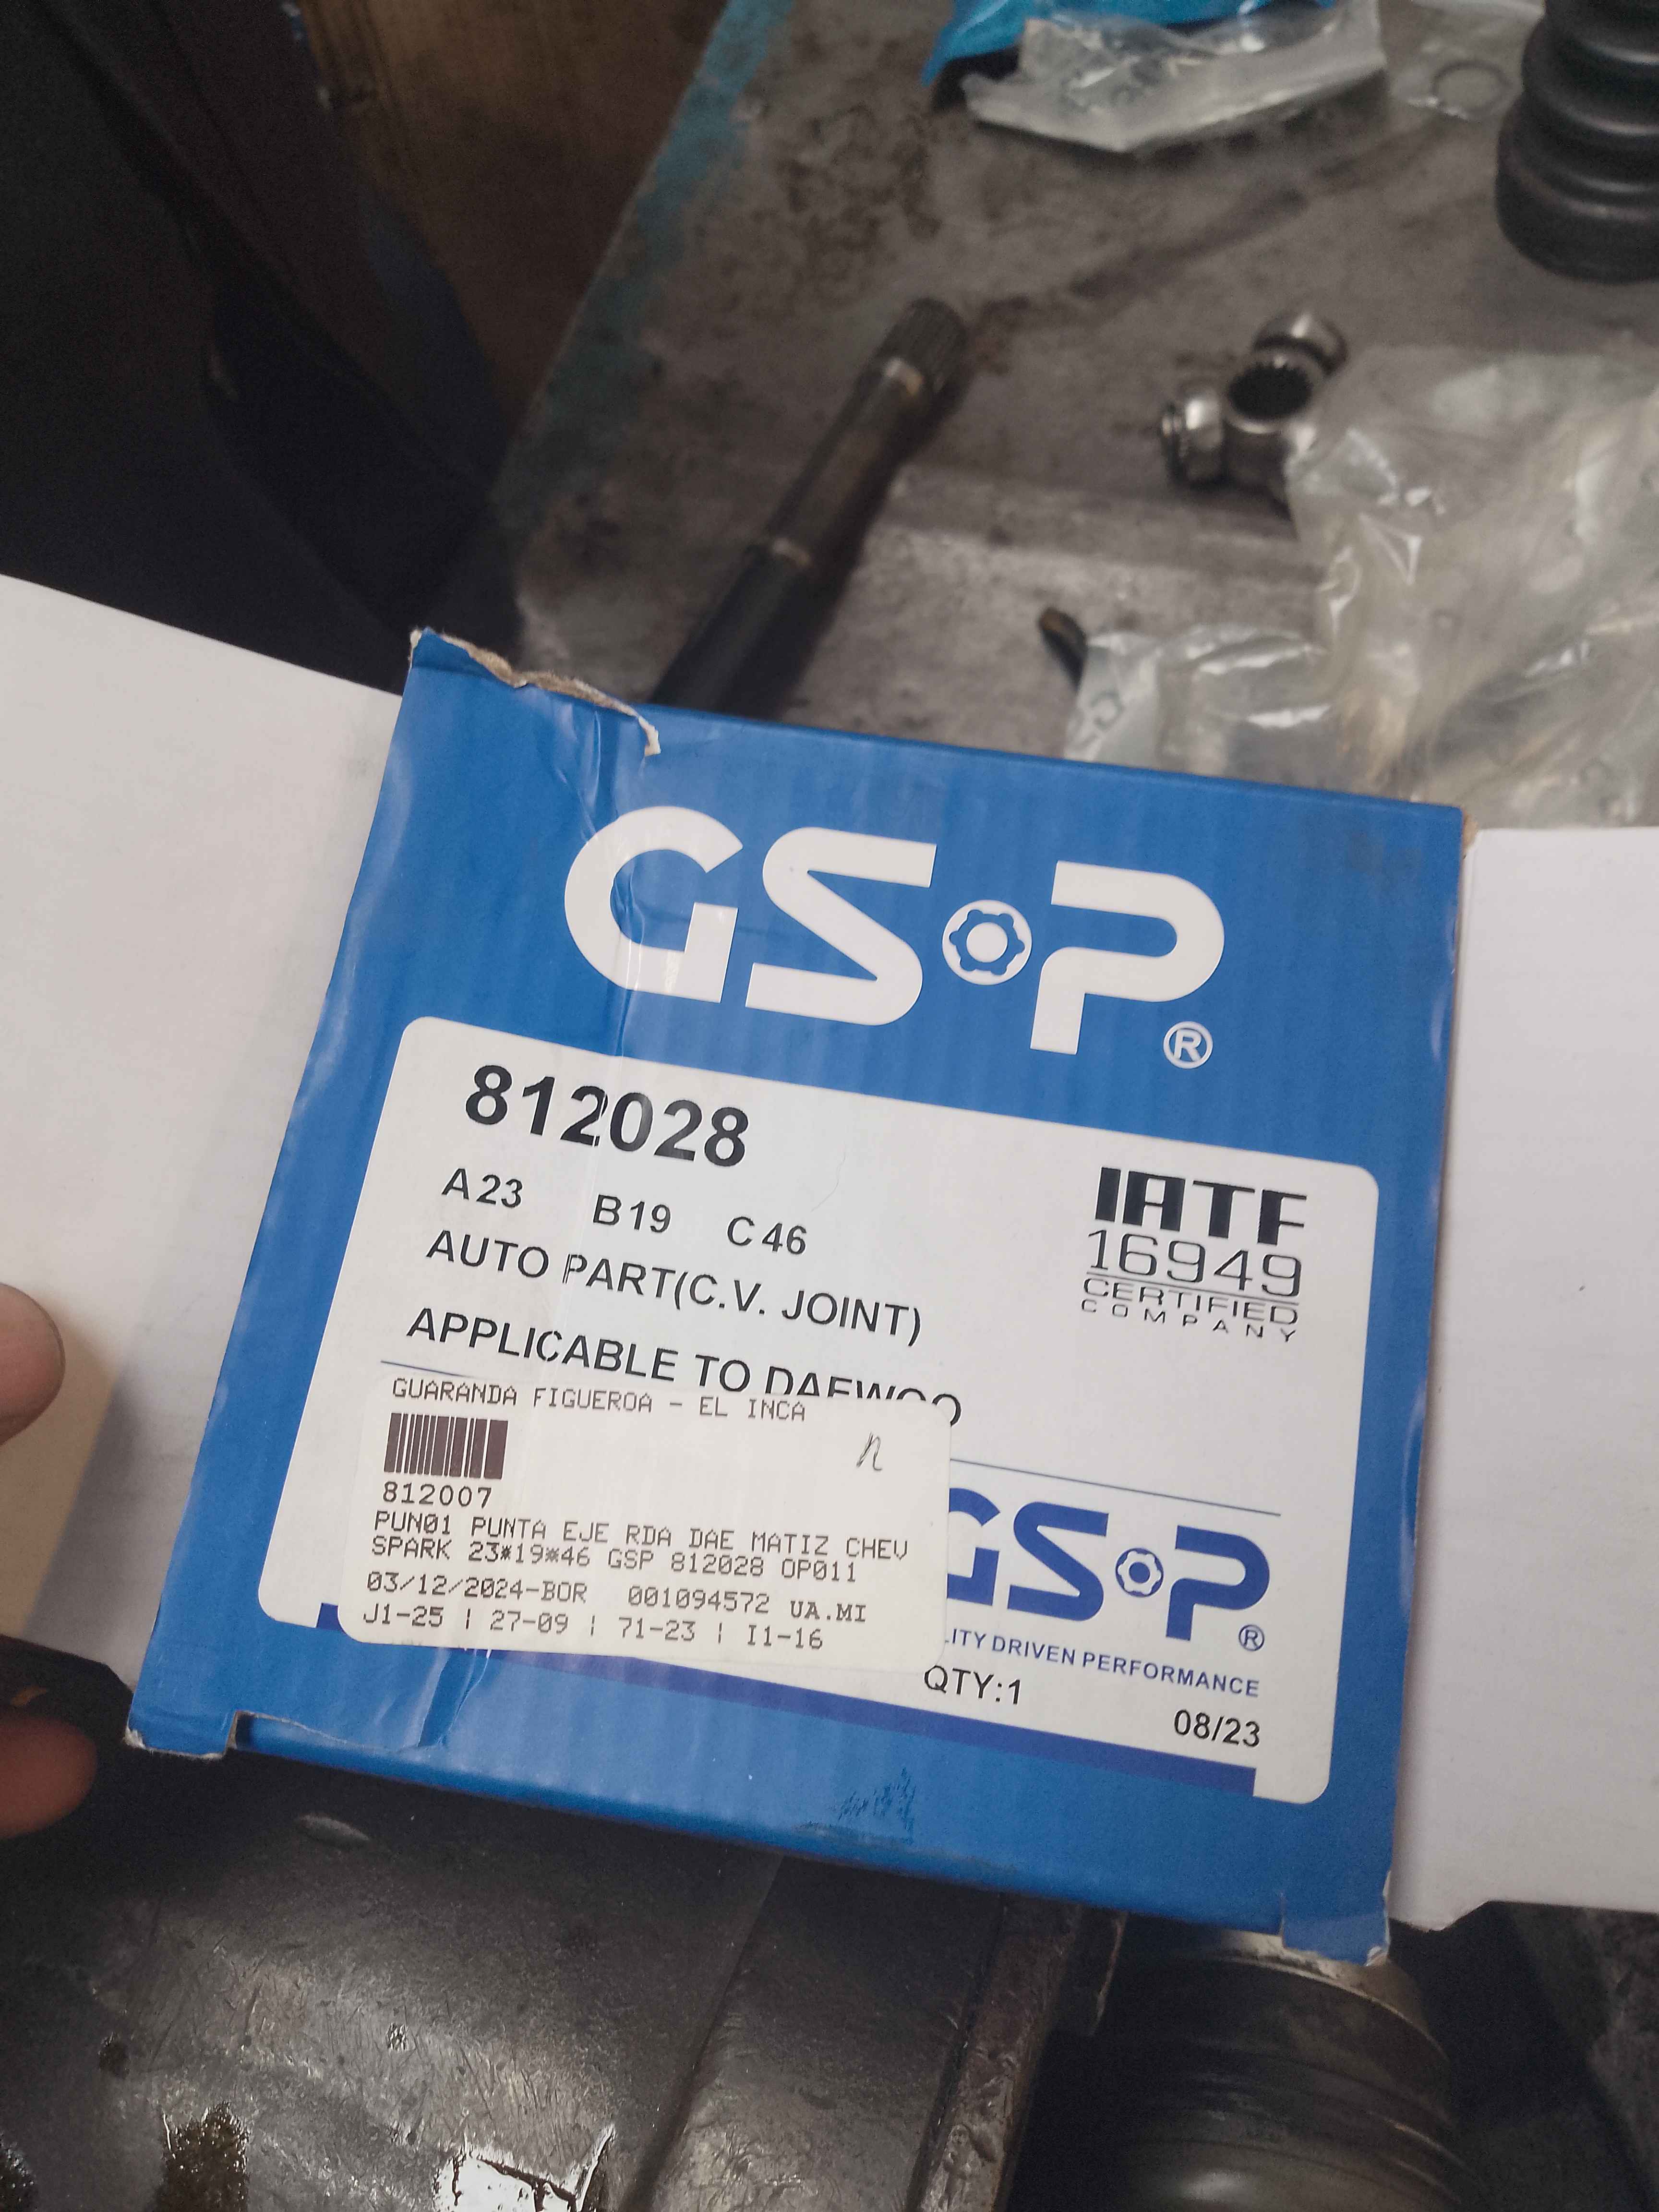 GSP®
812028
A23 B19 C46
AUTO PART(C.V. JOINT)
APPLICABLE TO DAEWOO
IATF
16949
CERTIFIED
COMPANY
GUARANDA FIGUEROA - EL INCA
n
812007
PUN01 PUNTA EJE RDA DAE MATIZ CHEV
SPARK 23*19*46 GSP 812028 OP011
03/12/2024-BOR 001094572 UA.MI
J1-25 | 27-09 | 71-23 | I1-16
GSP®
LITY DRIVEN PERFORMANCE
QTY:1
08/23